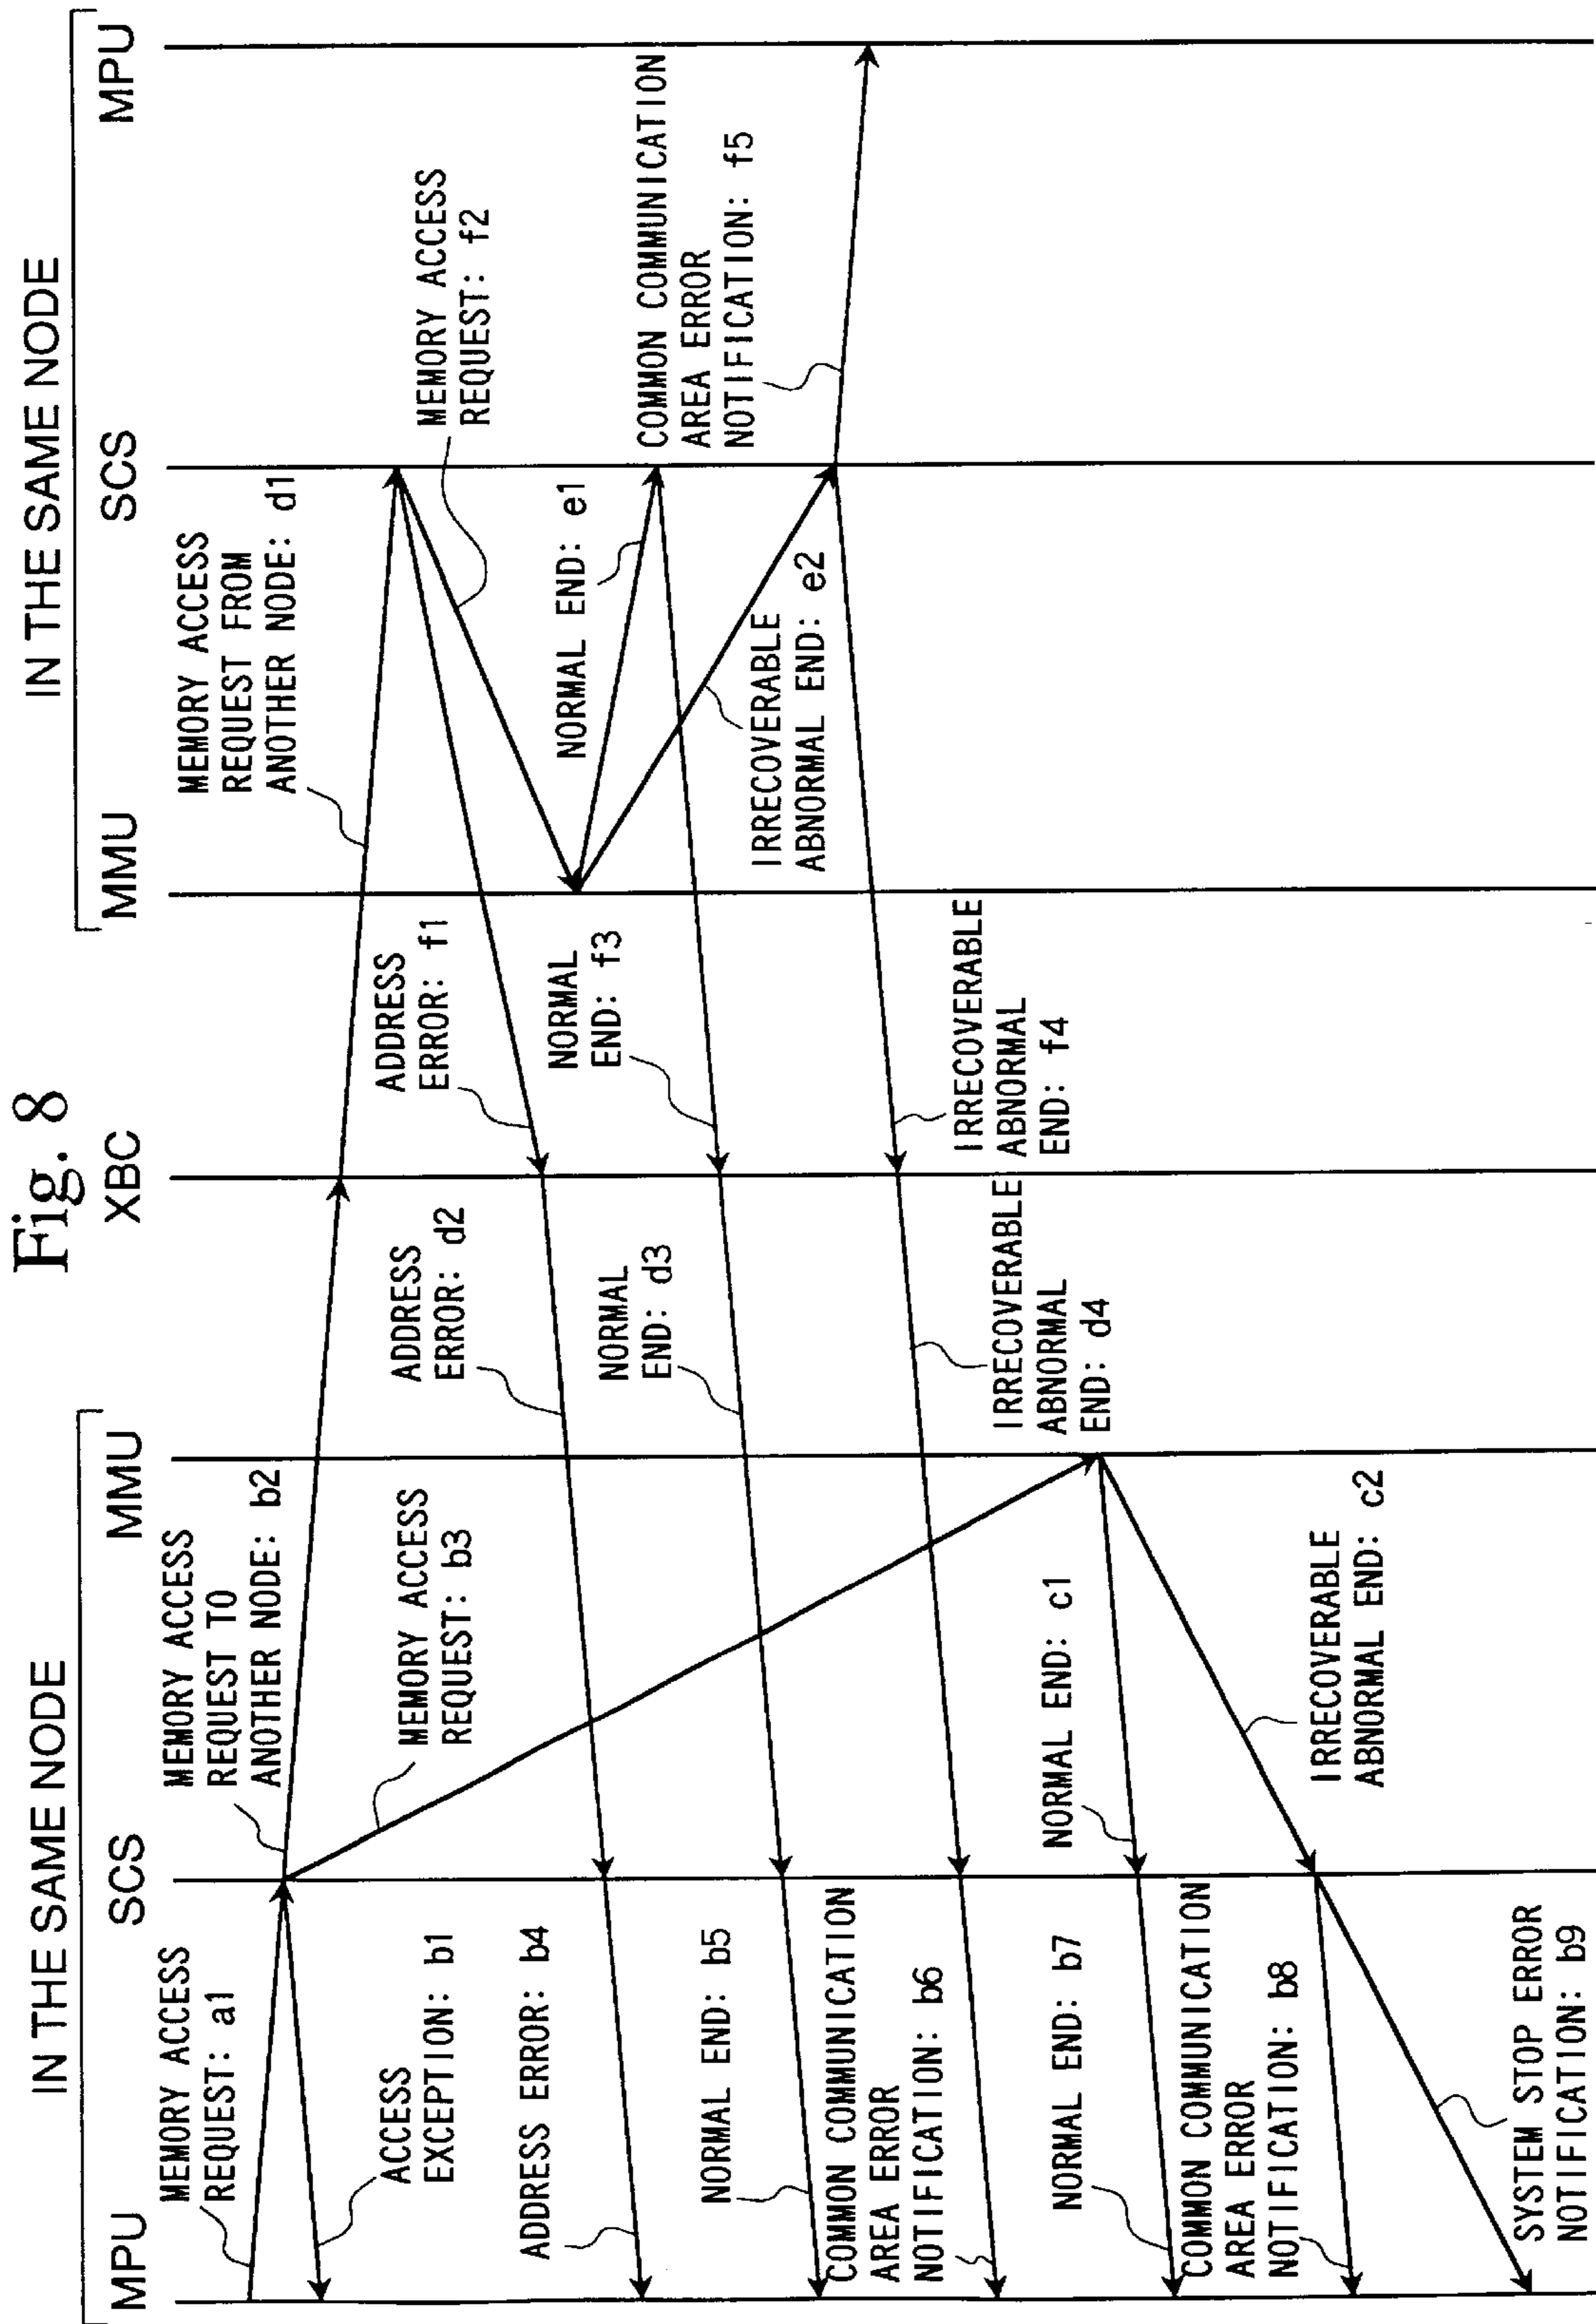 Fig. 8
IN THE SAME NODE
IN THE SAME NODE
MPU
SCS
MMU
XBC
MMU
SCS
MPU
MEMORY ACCESS
REQUEST: a1
ACCESS
EXCEPTION: b1
MEMORY ACCESS
REQUEST TO
ANOTHER NODE: b2
MEMORY ACCESS
REQUEST: b3
ADDRESS ERROR: b4
NORMAL END: b5
COMMON COMMUNICATION
AREA ERROR
NOTIFICATION: b6
NORMAL END: b7
COMMON COMMUNICATION
AREA ERROR
NOTIFICATION: b8
SYSTEM STOP ERROR
NOTIFICATION: b9
NORMAL END: c1
IRRECOVERABLE
ABNORMAL END: c2
ADDRESS
ERROR: d2
NORMAL
END: d3
IRRECOVERABLE
ABNORMAL
END: d4
ADDRESS
ERROR: f1
NORMAL
END: f3
IRRECOVERABLE
ABNORMAL
END: f4
MEMORY ACCESS
REQUEST FROM
ANOTHER NODE: d1
NORMAL END: e1
IRRECOVERABLE
ABNORMAL END: e2
MEMORY ACCESS
REQUEST: f2
COMMON COMMUNICATION
AREA ERROR
NOTIFICATION: f5